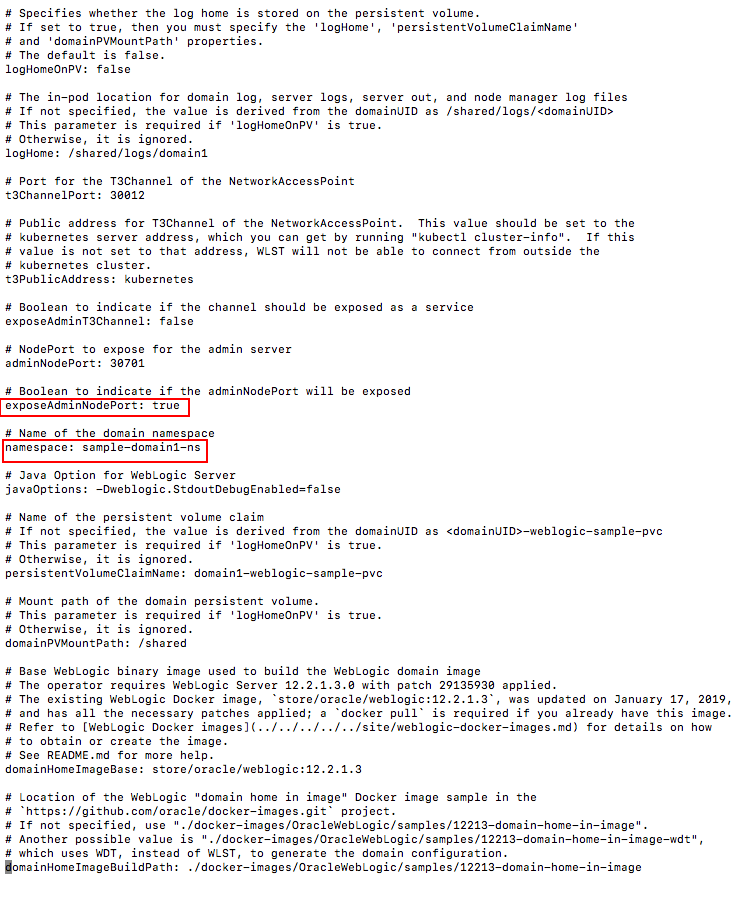 # Specifies whether the log home is stored on the persistent volume.
# If set to true, then you must specify the 'logHome', 'persistentVolumeClaimName'
# and 'domainPVMountPath' properties.
# The default is false.
logHomeOnPV: false
# The in-pod location for domain log, server logs, server out, and node manager log files
# If not specified, the value is derived from the domainUID as /shared/logs/<domainUID>
# This parameter is required if 'logHomeOnPV' is true.
# Otherwise, it is ignored.
logHome: /shared/logs/domain1
# Port for the T3Channel of the NetworkAccessPoint
t3ChannelPort: 30012
# Public address for T3Channel of the NetworkAccessPoint.  This value should be set to the
# kubernetes server address, which you can get by running "kubectl cluster-info".  If this
# value is not set to that address, WLST will not be able to connect from outside the
# kubernetes cluster.
t3PublicAddress: kubernetes
# Boolean to indicate if the channel should be exposed as a service
exposeAdminT3Channel: false
# NodePort to expose for the admin server
adminNodePort: 30701
# Boolean to indicate if the adminNodePort will be exposed
exposeAdminNodePort: true
# Name of the domain namespace
namespace: sample-domain1-ns
# Java Option for WebLogic Server
javaOptions: -Dweblogic.StdoutDebugEnabled=false
# Name of the persistent volume claim
# If not specified, the value is derived from the domainUID as <domainUID>-weblogic-sample-pvc
# This parameter is required if 'logHomeOnPV' is true.
# Otherwise, it is ignored.
persistentVolumeClaimName: domain1-weblogic-sample-pvc
# Mount path of the domain persistent volume.
# This parameter is required if 'logHomeOnPV' is true.
# Otherwise, it is ignored.
domainPVMountPath: /shared
# Base WebLogic binary image used to build the WebLogic domain image
# The operator requires WebLogic Server 12.2.1.3.0 with patch 29135930 applied.
# The existing WebLogic Docker image, `store/oracle/weblogic:12.2.1.3`, was updated on January 17, 2019,
# and has all the necessary patches applied; a `docker pull` is required if you already have this image.
# Refer to [WebLogic Docker images](../../../../../site/weblogic-docker-images.md) for details on how
# to obtain or create the image.
# See README.md for more help.
domainHomeImageBase: store/oracle/weblogic:12.2.1.3
# Location of the WebLogic "domain home in image" Docker image sample in the
# `https://github.com/oracle/docker-images.git` project.
# If not specified, use "./docker-images/OracleWebLogic/samples/12213-domain-home-in-image".
# Another possible value is "./docker-images/OracleWebLogic/samples/12213-domain-home-in-image-wdt",
# which uses WDT, instead of WLST, to generate the domain configuration.
domainHomeImageBuildPath: ./docker-images/OracleWebLogic/samples/12213-domain-home-in-image